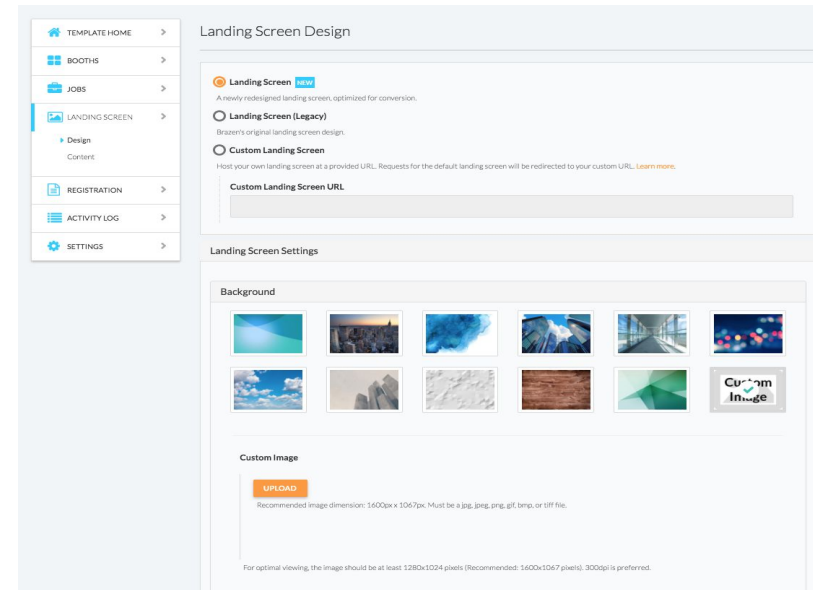 TEMPLATE HOME
BOOTHS
JOBS
LANDING SCREEN
Design
Content
REGISTRATION
ACTIVITY LOG
SETTINGS
Landing Screen Design
Landing Screen NEW
A newly redesigned landing screen, optimized for conversion.
Landing Screen (Legacy)
Brazen's original landing screen design.
Custom Landing Screen
Host your own landing screen at a provided URL. Requests for the default landing screen will be redirected to your custom URL. Learn more.
Custom Landing Screen URL
Landing Screen Settings
Background
Custom
Image
Custom Image
UPLOAD
Recommended image dimension: 1600px x 1067px. Must be a jpg, jpeg, png, gif, bmp, or tiff file.
For optimal viewing, the image should be at least 1280x1024 pixels (Recommended: 1600x1067 pixels). 300dpi is preferred.